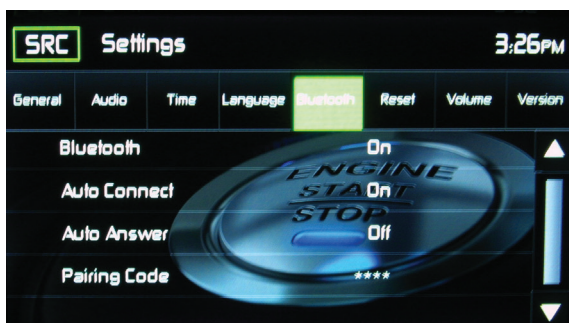 SRC Settings 3:26PM
General Audio Time Language Bluetooth Reset Volume Version
Bluetooth On
Auto Connect On
Auto Answer Off
Pairing Code ****
ENGINE
START
STOP